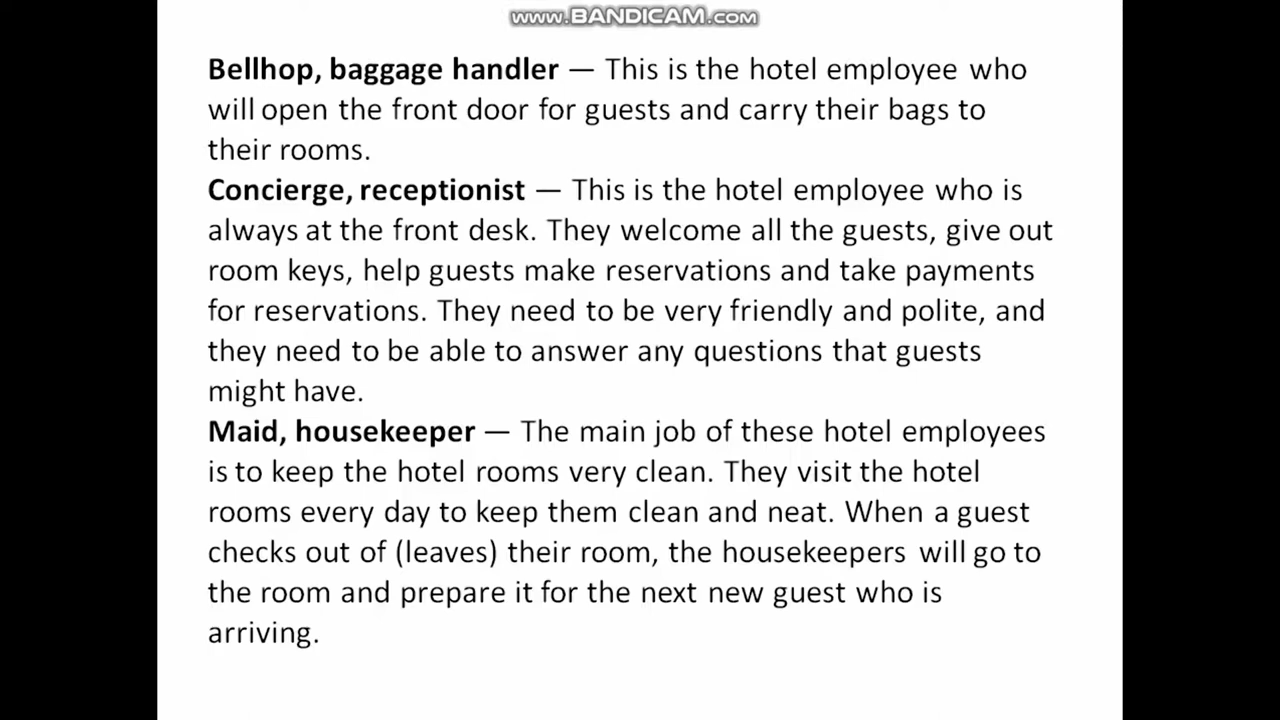 www.BANDICAM.com
Bellhop, baggage handler — This is the hotel employee who
will open the front door for guests and carry their bags to
their rooms.
Concierge, receptionist — This is the hotel employee who is
always at the front desk. They welcome all the guests, give out
room keys, help guests make reservations and take payments
for reservations. They need to be very friendly and polite, and
they need to be able to answer any questions that guests
might have.
Maid, housekeeper — The main job of these hotel employees
is to keep the hotel rooms very clean. They visit the hotel
rooms every day to keep them clean and neat. When a guest
checks out of (leaves) their room, the housekeepers will go to
the room and prepare it for the next new guest who is
arriving.